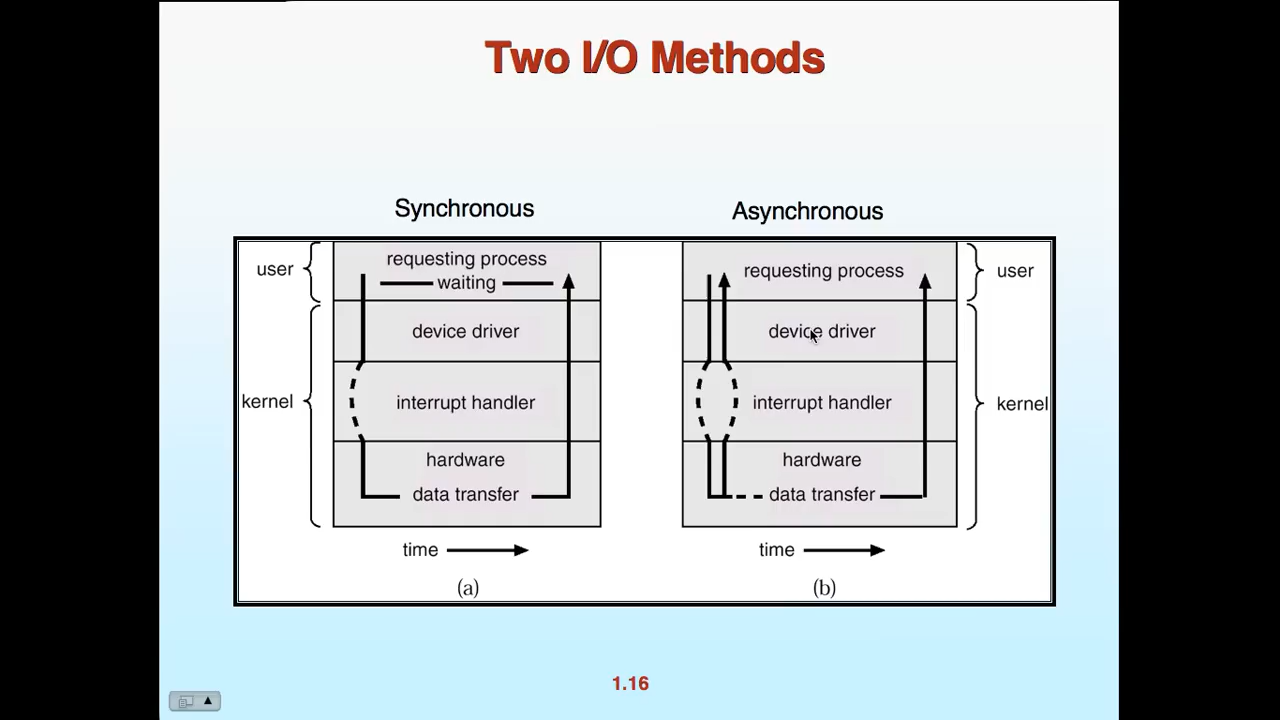 Two I/O Methods
Synchronous
Asynchronous
user
requesting process
waiting
device driver
kernel
interrupt handler
hardware
data transfer
time
(a)
requesting process
user
device driver
interrupt handler
kernel
hardware
data transfer
time
(b)
1.16